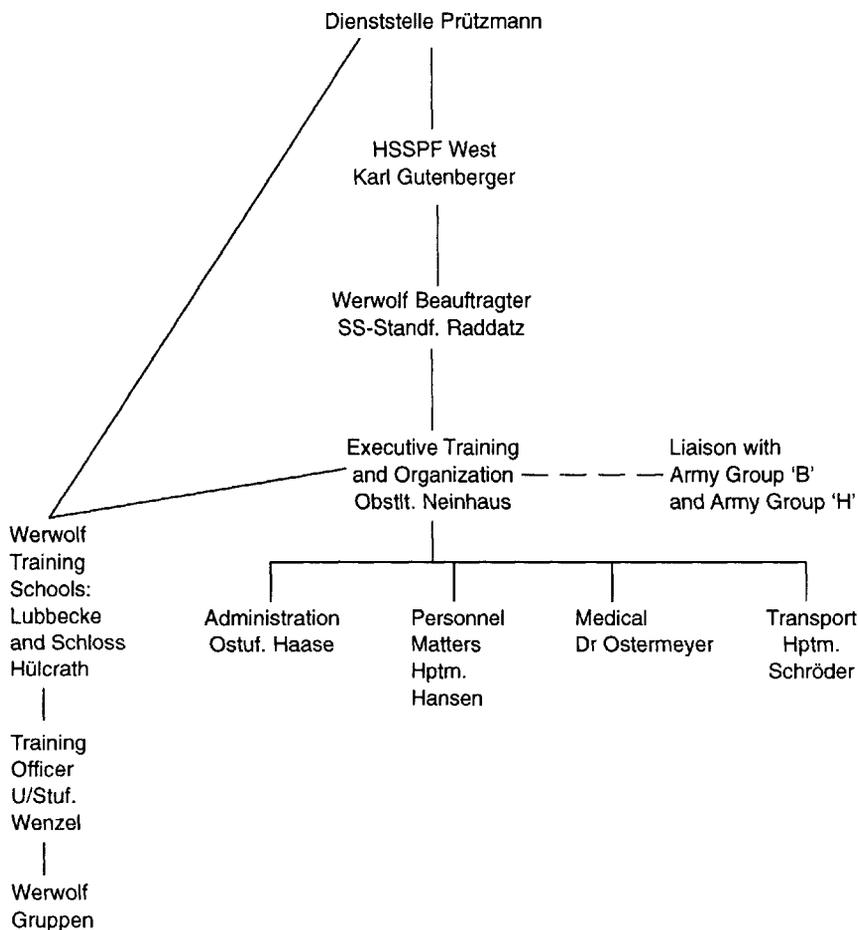 Dienststelle Prützmann
HSSPF West
Karl Gutenberger
Werwolf Beauftragter
SS-Standf. Raddatz
Executive Training
and Organization
Obstlt. Neinhaus
Liaison with
Army Group ‘B’
and Army Group ‘H’
Werwolf
Training
Schools:
Lubbecke
and Schloss
Hülcrath
Administration
Ostuf. Haase
Personnel
Matters
Hptm.
Hansen
Medical
Dr Ostermeyer
Transport
Hptm.
Schröder
Training
Officer
U/Stuf.
Wenzel
Werwolf
Gruppen